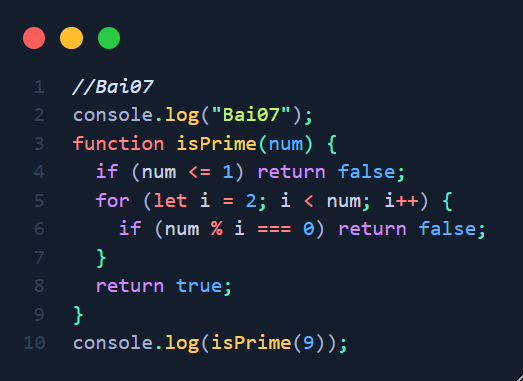 1 //Bai07
2 console.log("Bai07");
3 function isPrime(num) {
4   if (num <= 1) return false;
5   for (let i = 2; i < num; i++) {
6     if (num % i === 0) return false;
7   }
8   return true;
9 }
10 console.log(isPrime(9));